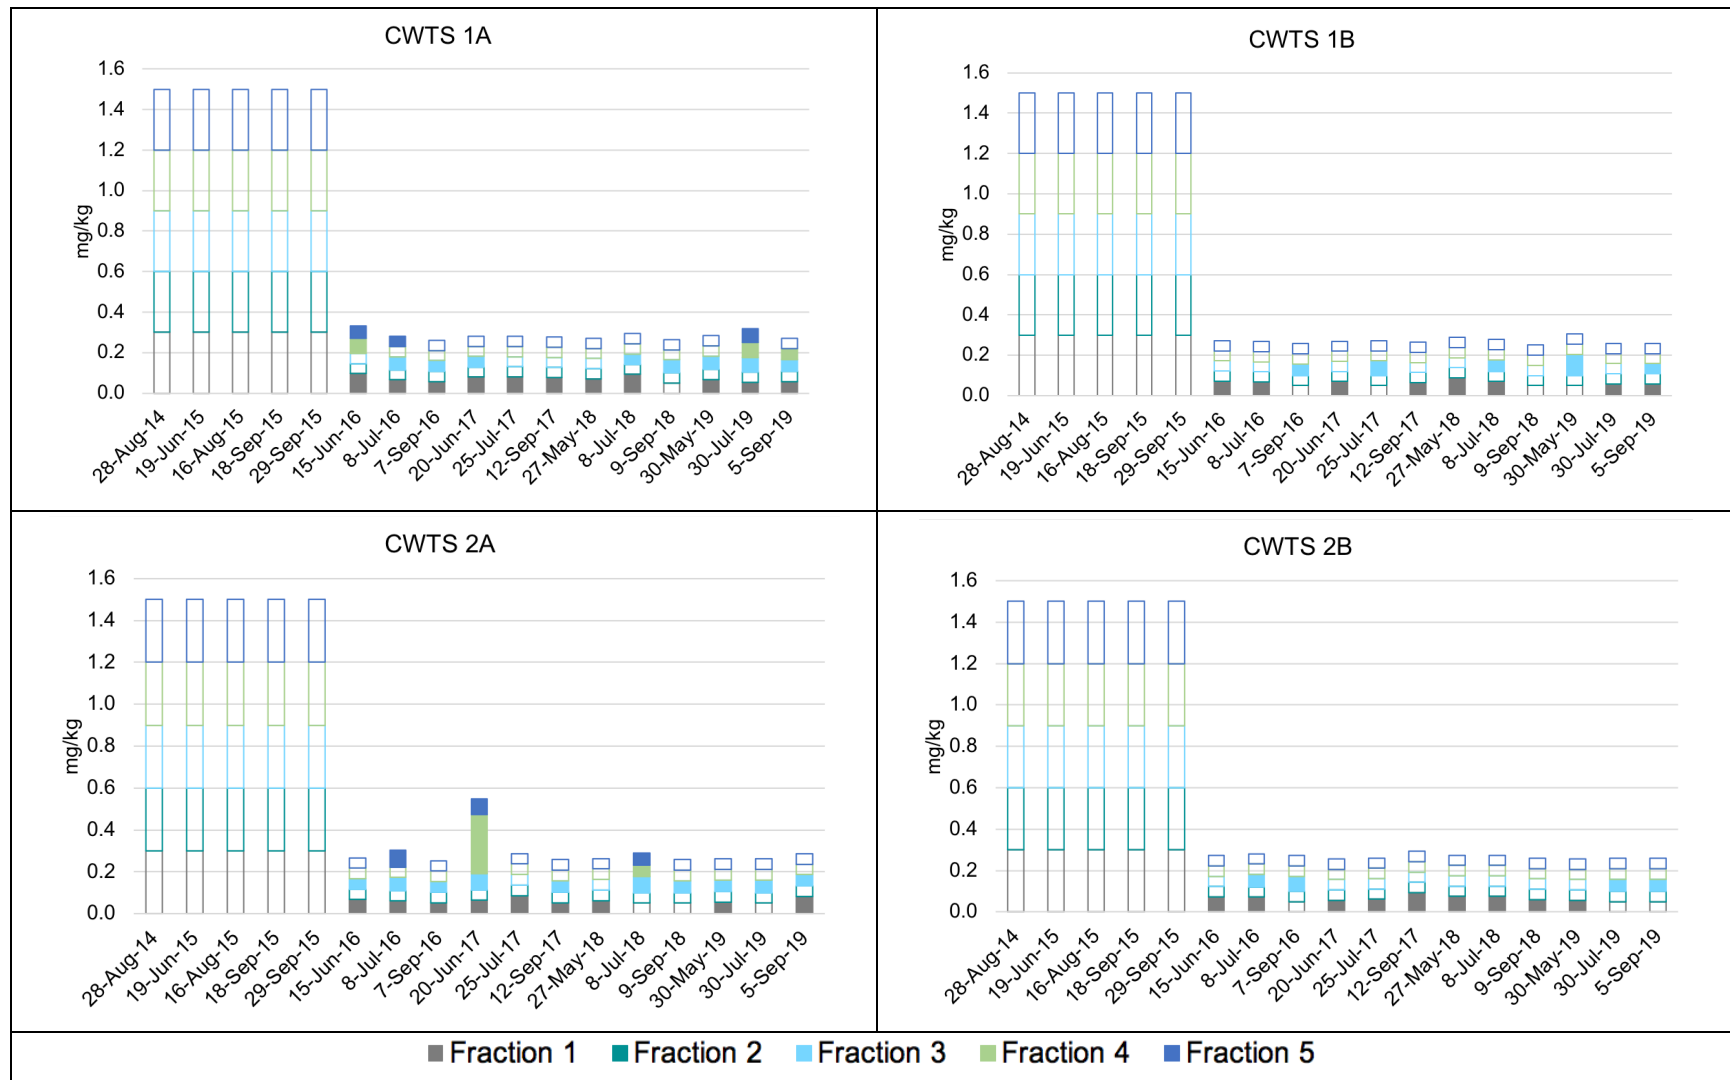 CWTS 1A
mg/kg
1.6
1.4
1.2
1.0
0.8
0.6
0.4
0.2
0.0
28-Aug-14
19-Jun-15
16-Aug-15
18-Sep-15
29-Sep-15
15-Jun-16
8-Jul-16
7-Sep-16
20-Jun-17
25-Jul-17
12-Sep-17
27-May-18
8-Jul-18
9-Sep-18
30-May-19
30-Jul-19
5-Sep-19
CWTS 1B
mg/kg
1.6
1.4
1.2
1.0
0.8
0.6
0.4
0.2
0.0
28-Aug-14
19-Jun-15
16-Aug-15
18-Sep-15
29-Sep-15
15-Jun-16
8-Jul-16
7-Sep-16
20-Jun-17
25-Jul-17
12-Sep-17
27-May-18
8-Jul-18
9-Sep-18
30-May-19
30-Jul-19
5-Sep-19
CWTS 2A
mg/kg
1.6
1.4
1.2
1.0
0.8
0.6
0.4
0.2
0.0
28-Aug-14
19-Jun-15
16-Aug-15
18-Sep-15
29-Sep-15
15-Jun-16
8-Jul-16
7-Sep-16
20-Jun-17
25-Jul-17
12-Sep-17
27-May-18
8-Jul-18
9-Sep-18
30-May-19
30-Jul-19
5-Sep-19
CWTS 2B
mg/kg
1.6
1.4
1.2
1.0
0.8
0.6
0.4
0.2
0.0
28-Aug-14
19-Jun-15
16-Aug-15
18-Sep-15
29-Sep-15
15-Jun-16
8-Jul-16
7-Sep-16
20-Jun-17
25-Jul-17
12-Sep-17
27-May-18
8-Jul-18
9-Sep-18
30-May-19
30-Jul-19
5-Sep-19
Fraction 1 Fraction 2 Fraction 3 Fraction 4 Fraction 5